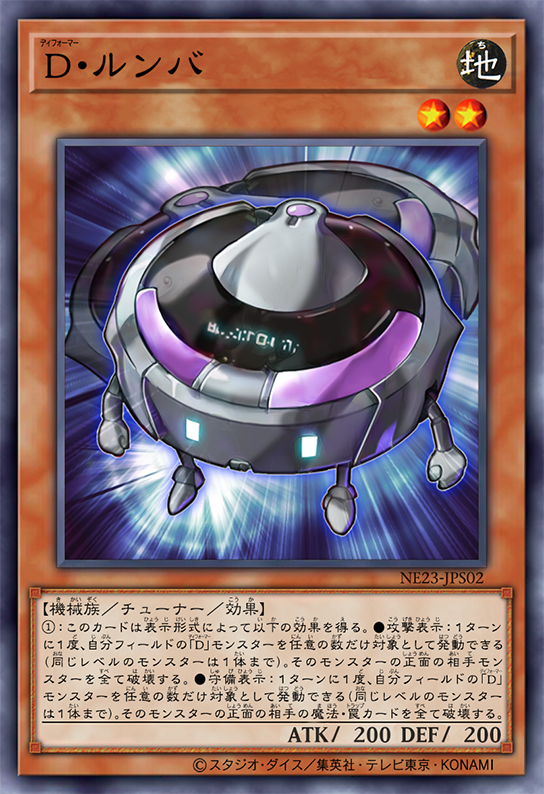 ディフォーマー
D・ルンバ
ち
地
NE23-JPS02
【機械族／チューナー／効果】
①：このカードは表示形式によって以下の効果を得る。●攻撃表示：1ターン
に1度、自分フィールドの「D」モンスターを任意の数だけ対象として発動できる
（同じレベルのモンスターは1体まで）。そのモンスターの正面の相手モン
スターを全て破壊する。●守備表示：1ターンに1度、自分フィールドの「D」
モンスターを任意の数だけ対象として発動できる（同じレベルのモンスター
は1体まで）。そのモンスターの正面の相手の魔法・罠カードを全て破壊する。
ATK/ 200 DEF/ 200
©スタジオ・ダイス／集英社・テレビ東京・KONAMI